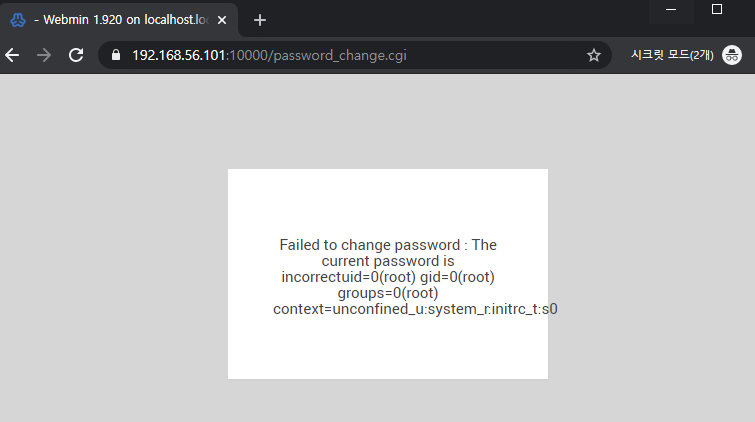 - Webmin 1.920 on localhost.loc
192.168.56.101:10000/password_change.cgi
시크릿 모드(2개)
Failed to change password : The
current password is
incorrectuid=0(root) gid=0(root)
groups=0(root)
context=unconfined_u:system_r:initrc_t:s0